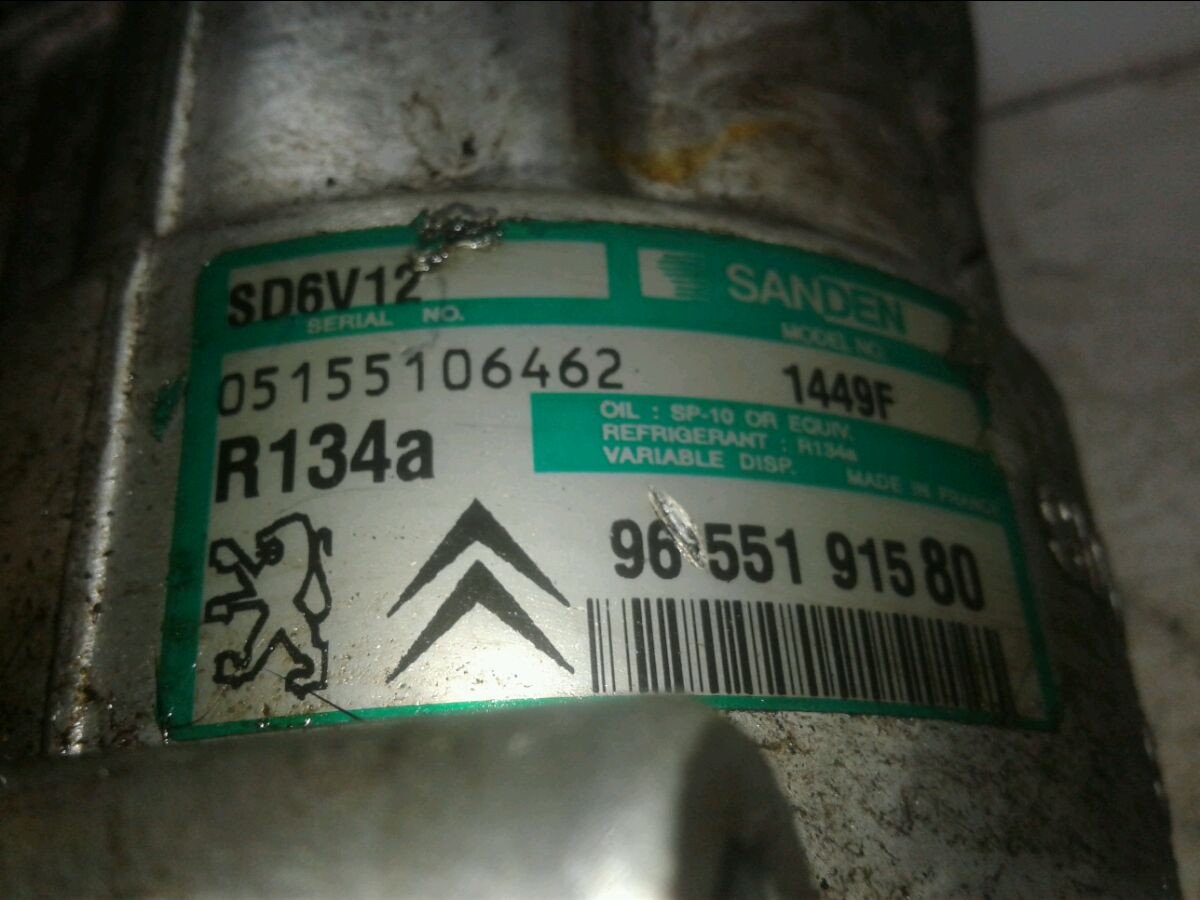 SD6V12
SANDEN
SERIAL NO.
MODEL NO.
05155106462
1449F
R134a
OIL : SP-10 OR EQUIV.
REFRIGERANT : R134a
VARIABLE DISP.
MADE IN FRANCE
96 551 915 80